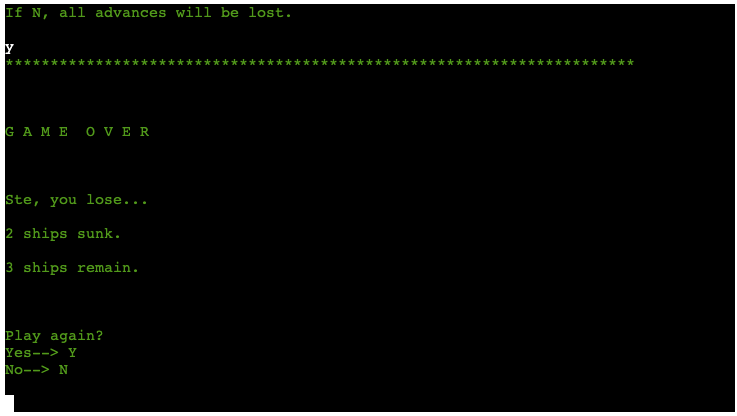 If N, all advances will be lost.
y
**********************************************************************
G A M E  O V E R
Ste, you lose...
2 ships sunk.
3 ships remain.
Play again?
Yes--> Y
No--> N